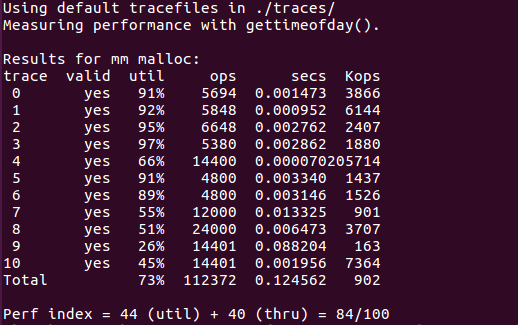 Using default tracefiles in ./traces/
Measuring performance with gettimeofday().

Results for mm malloc:
trace  valid  util     ops      secs  Kops
 0       yes   91%    5694  0.001473  3866
 1       yes   92%    5848  0.000952  6144
 2       yes   95%    6648  0.002762  2407
 3       yes   97%    5380  0.002862  1880
 4       yes   66%   14400  0.000070205714
 5       yes   91%    4800  0.003340  1437
 6       yes   89%    4800  0.003146  1526
 7       yes   55%   12000  0.013325   901
 8       yes   51%   24000  0.006473  3707
 9       yes   26%   14401  0.088204   163
10       yes   45%   14401  0.001956  7364
Total          73%  112372  0.124562   902

Perf index = 44 (util) + 40 (thru) = 84/100